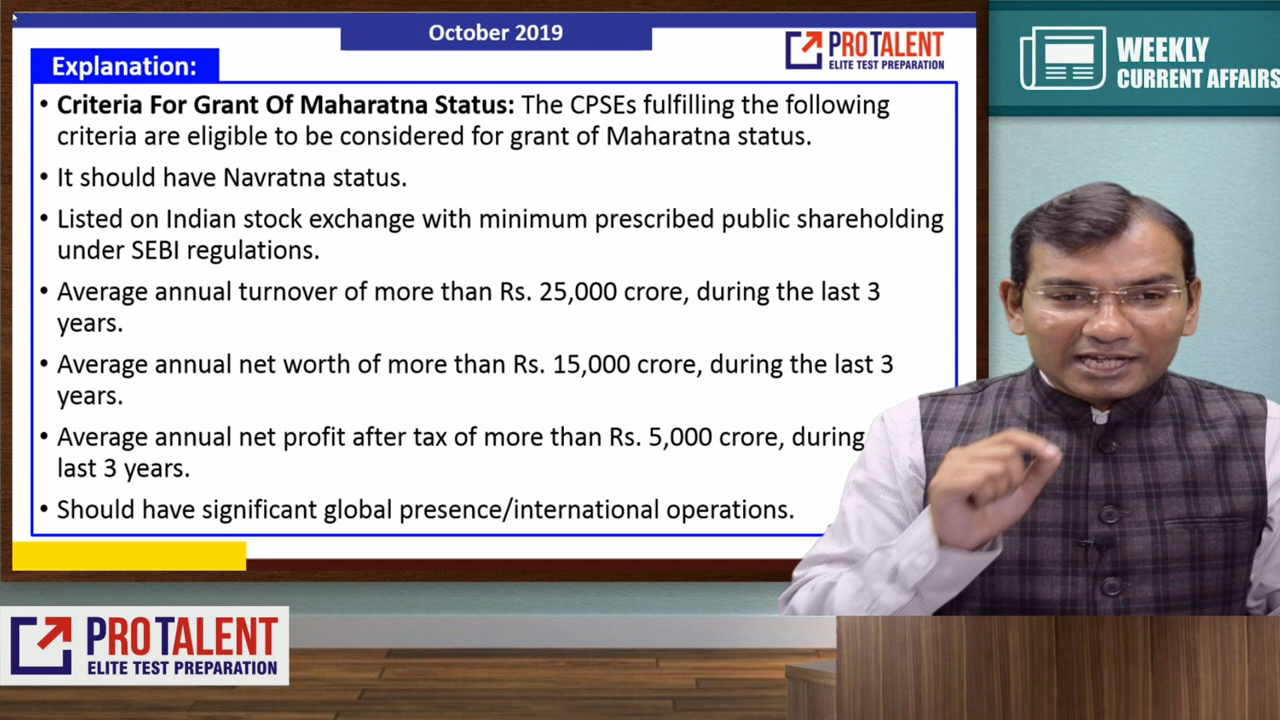 October 2019
PRO TALENT
ELITE TEST PREPARATION
WEEKLY
CURRENT AFFAIRS
Explanation:
• Criteria For Grant Of Maharatna Status: The CPSEs fulfilling the following
criteria are eligible to be considered for grant of Maharatna status.
• It should have Navratna status.
• Listed on Indian stock exchange with minimum prescribed public shareholding
under SEBI regulations.
• Average annual turnover of more than Rs. 25,000 crore, during the last 3
years.
• Average annual net worth of more than Rs. 15,000 crore, during the last 3
years.
• Average annual net profit after tax of more than Rs. 5,000 crore, during
last 3 years.
• Should have significant global presence/international operations.
PRO TALENT
ELITE TEST PREPARATION